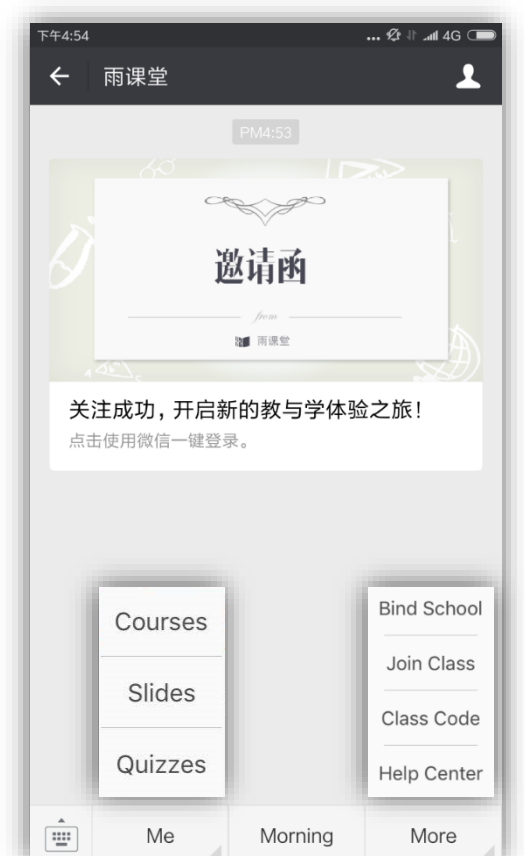 下午4:54
... 4G
雨课堂
PM4:53
邀请函
from
雨课堂
关注成功，开启新的教与学体验之旅！
点击使用微信一键登录。
Courses
Slides
Quizzes
Bind School
Join Class
Class Code
Help Center
Me
Morning
More